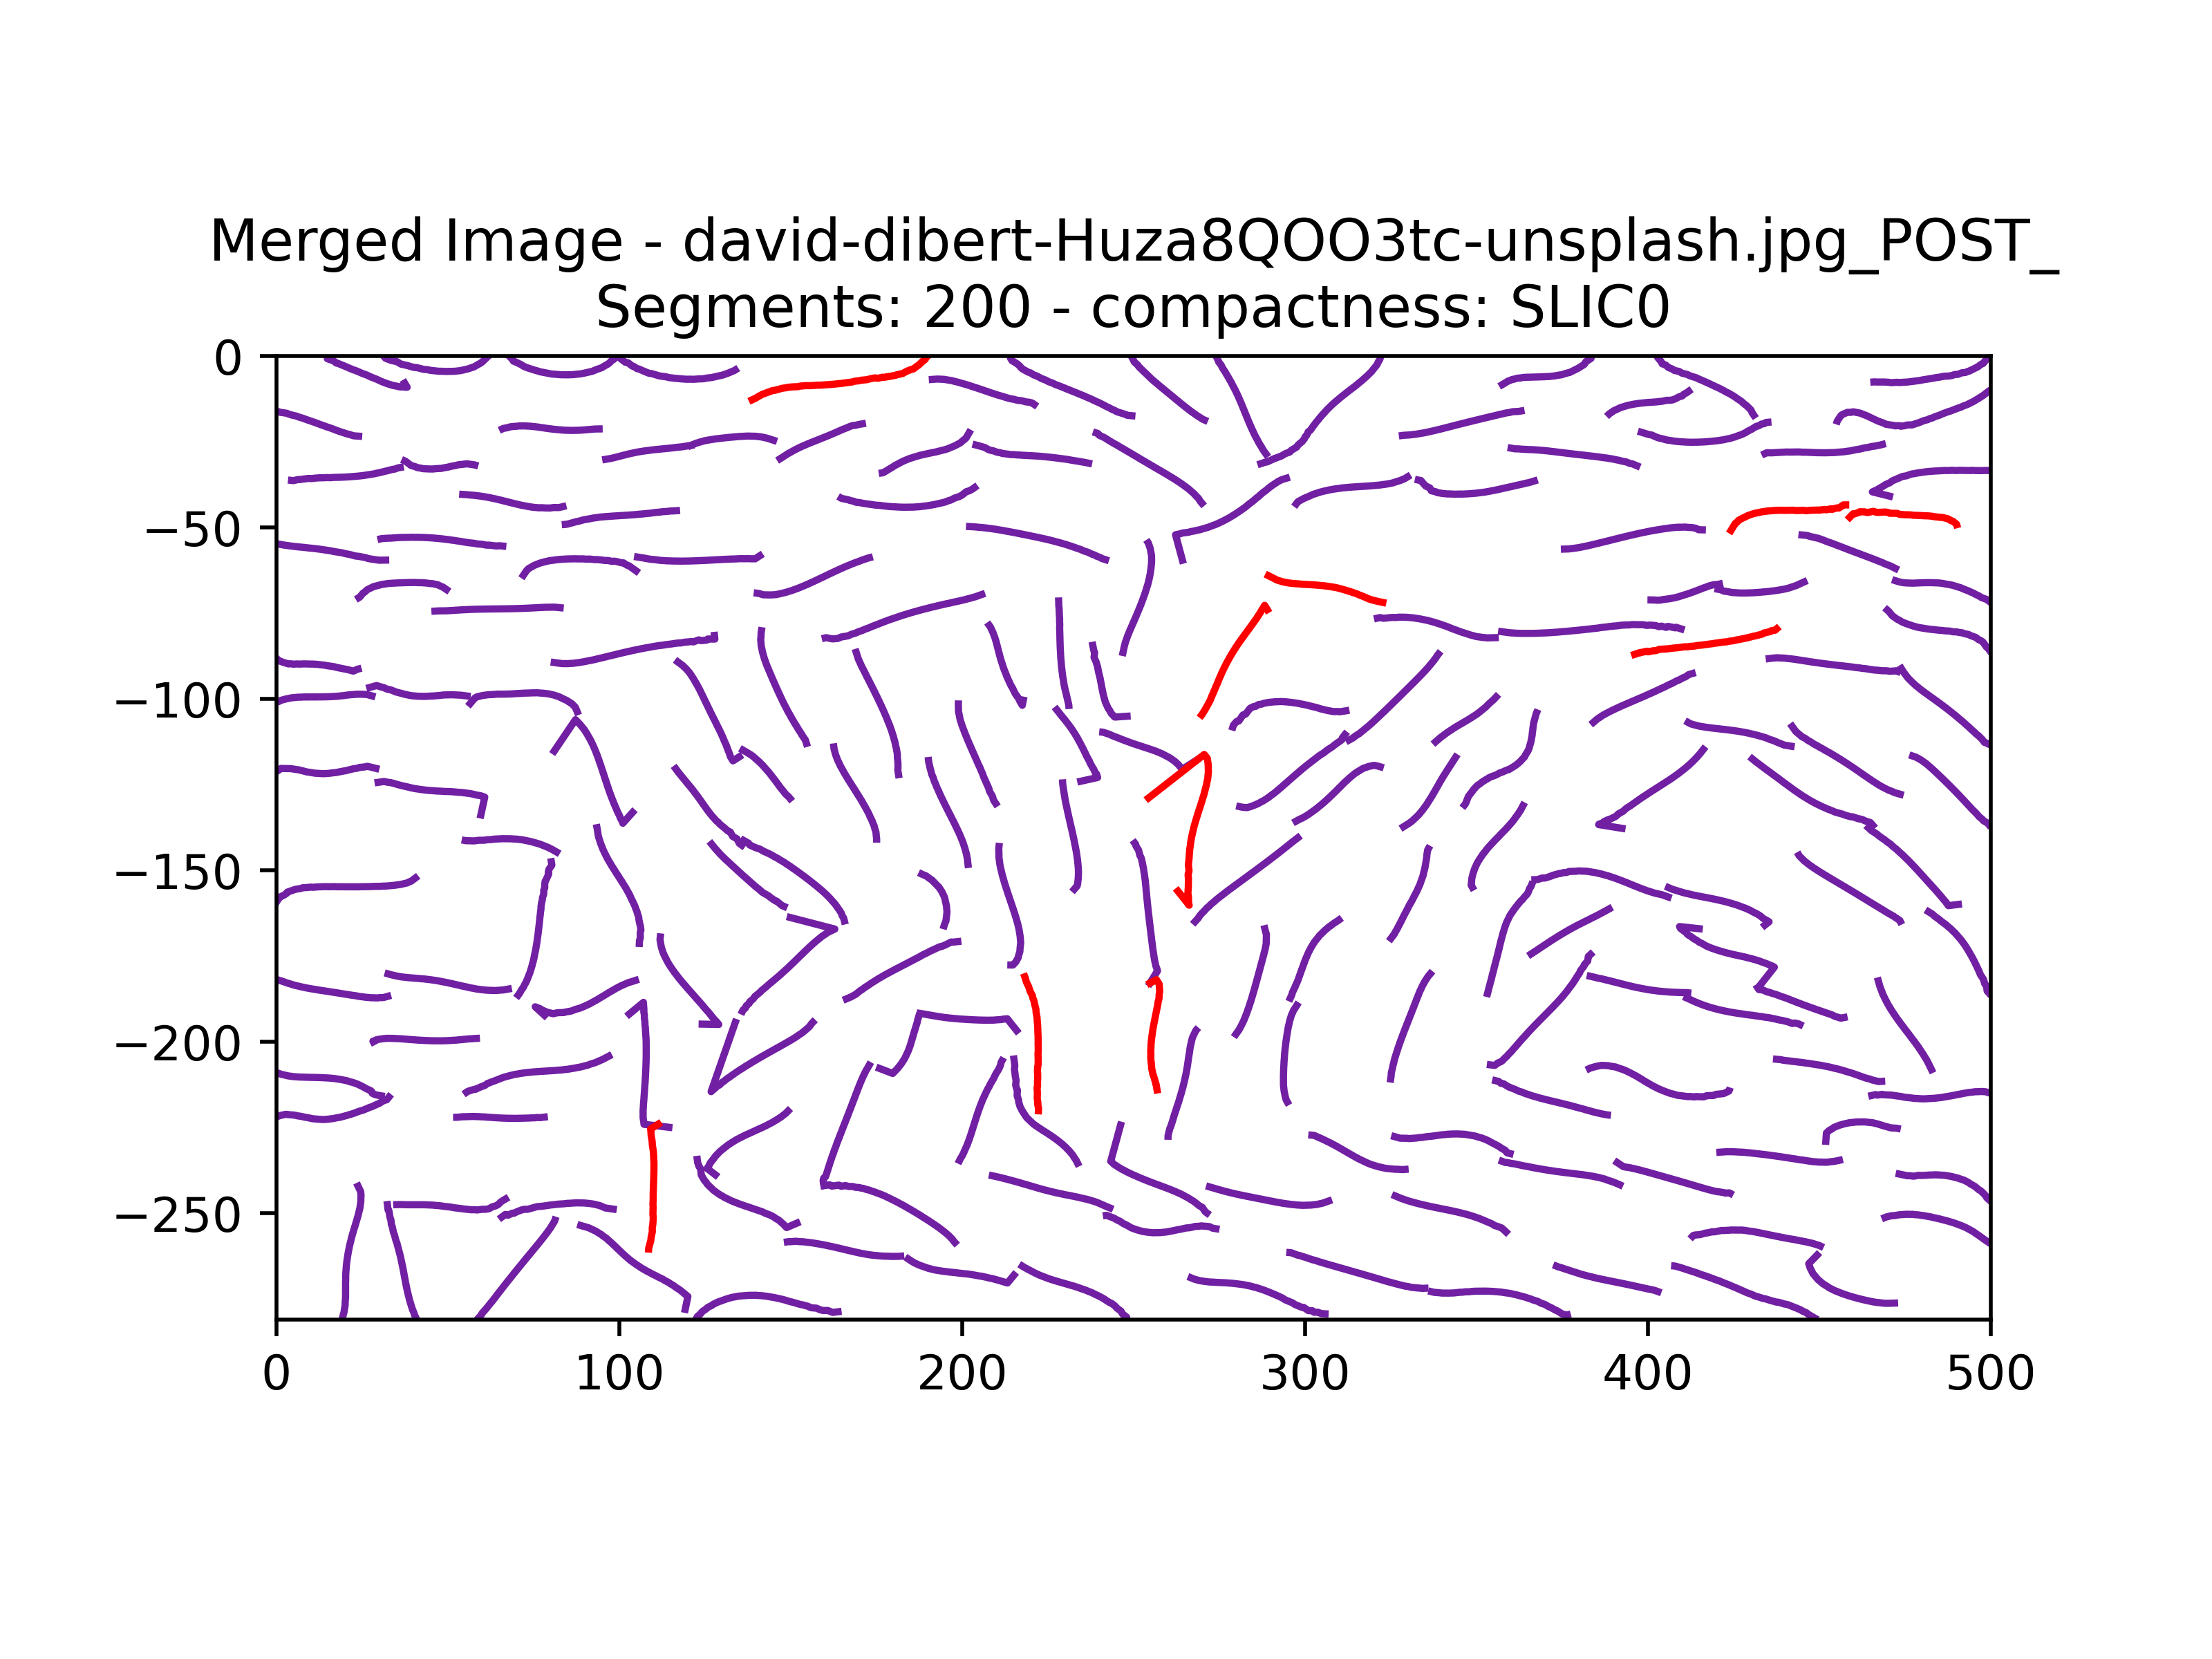 Merged Image - david-dibert-Huza8QOO3tc-unsplash.jpg_POST_
Segments: 200 - compactness: SLIC0
0
−50
−100
−150
−200
−250
0 100 200 300 400 500